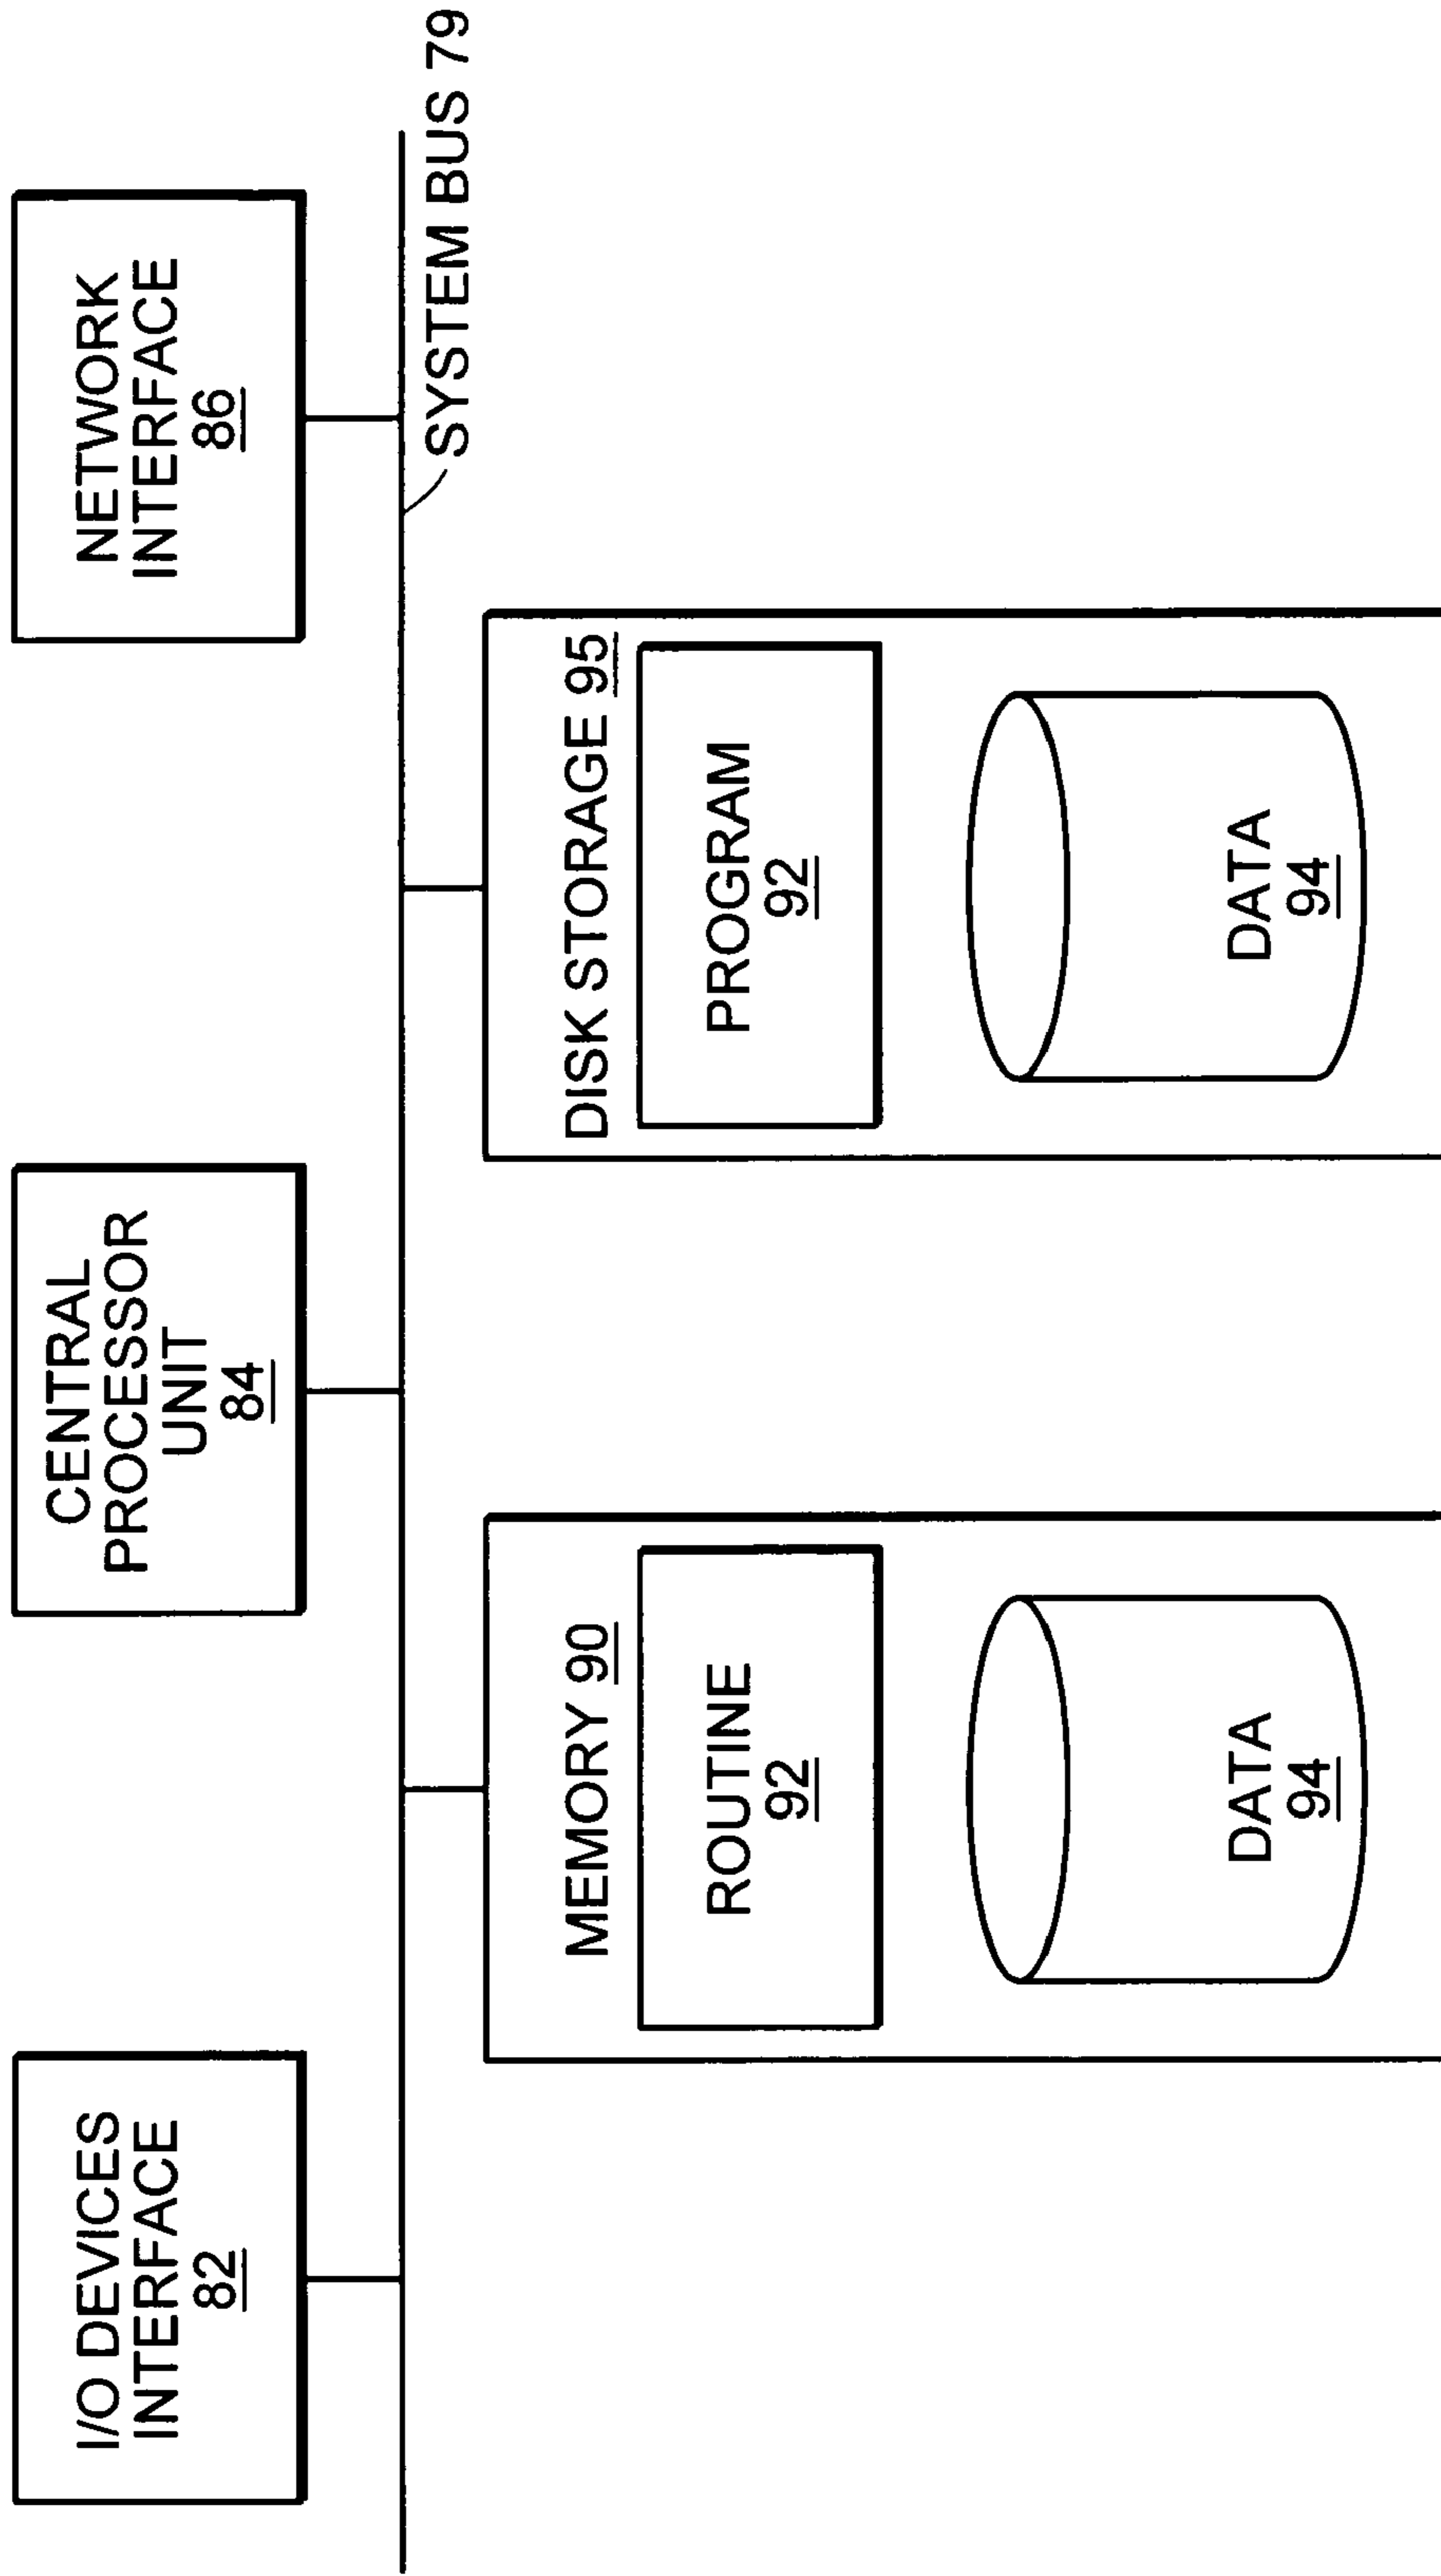 I/O DEVICES
INTERFACE
82
CENTRAL
PROCESSOR
UNIT
84
NETWORK
INTERFACE
86
SYSTEM BUS 79
MEMORY 90
ROUTINE
92
DATA
94
DISK STORAGE 95
PROGRAM
92
DATA
94